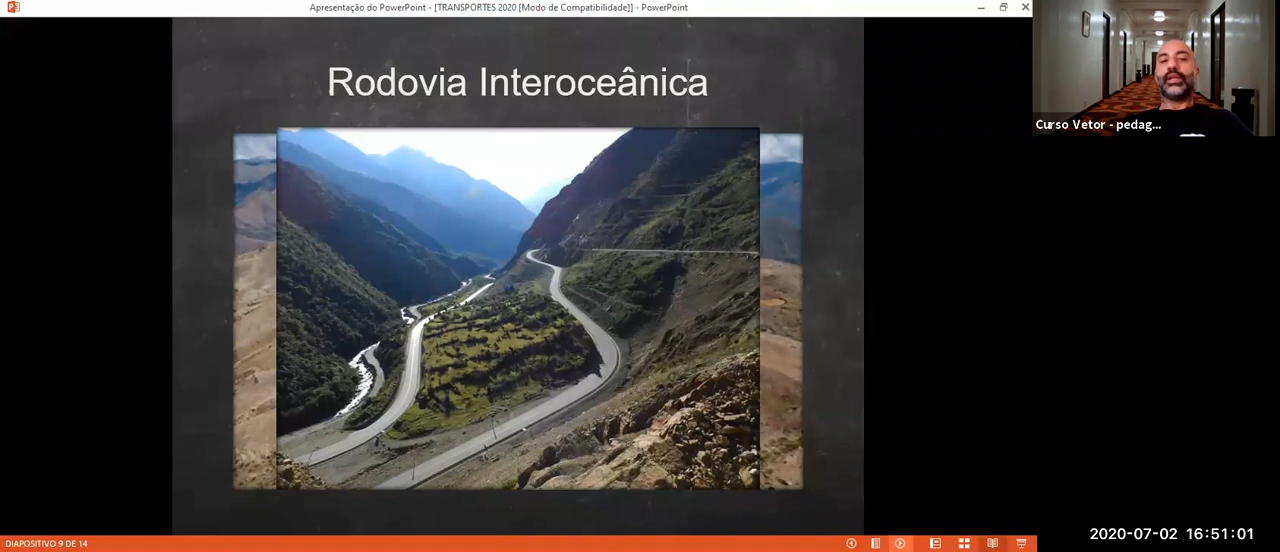 Apresentação do PowerPoint - [TRANSPORTES 2020 [Modo de Compatibilidade]] - PowerPoint
Rodovia Interoceânica
Curso Vetor - pedag...
2020-07-02 16:51:01
DIAPOSITIVO 9 DE 14